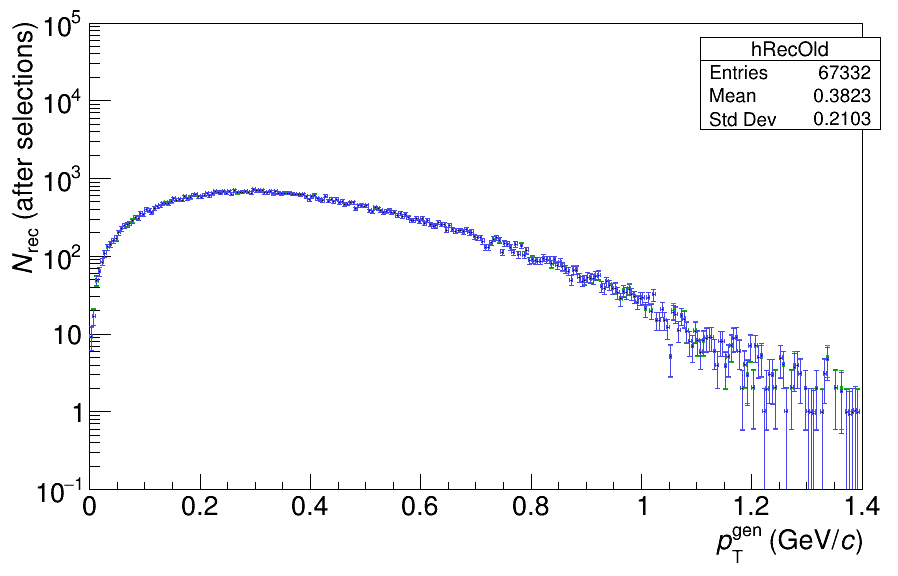 N_rec (after selections)
10^5
10^4
10^3
10^2
10
1
10^−1
hRecOld
Entries 67332
Mean 0.3823
Std Dev 0.2103
0 0.2 0.4 0.6 0.8 1 1.2 1.4
p_T^gen (GeV/c)